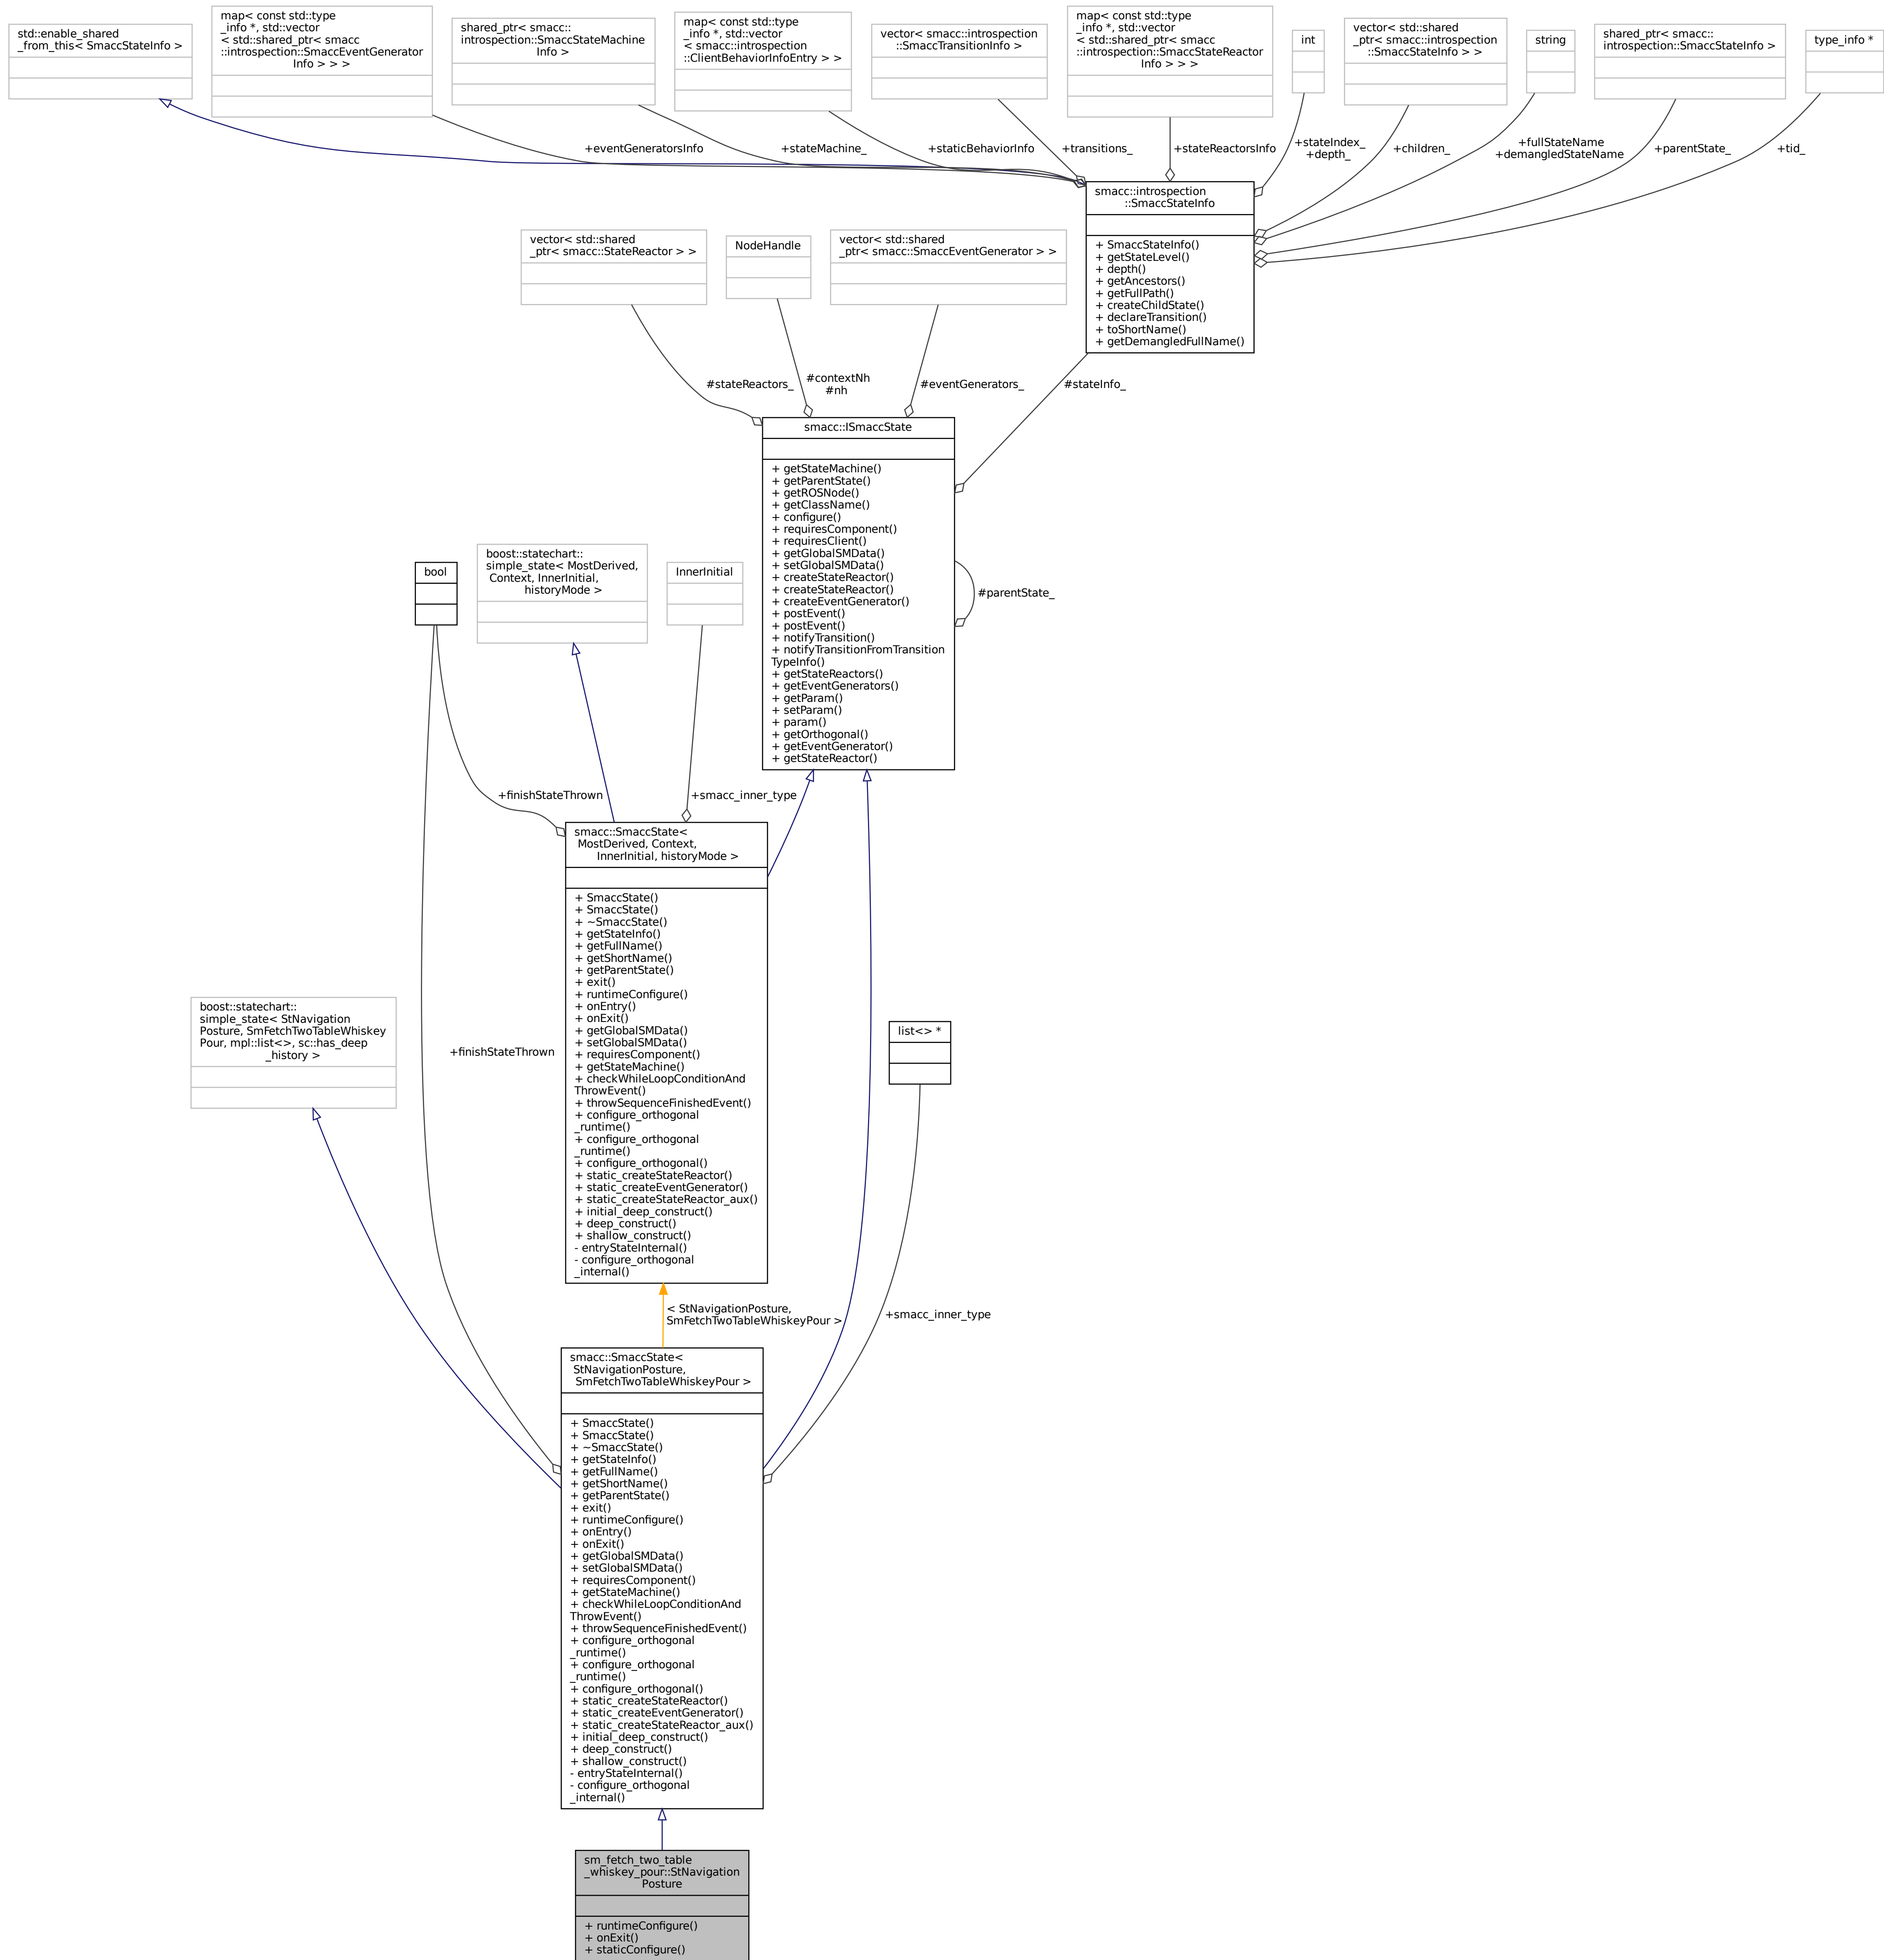 std::enable_shared
_from_this< SmaccStateInfo >
map< const std::type
_info *, std::vector
< std::shared_ptr< smacc
::introspection::SmaccEventGenerator
Info > > >
shared_ptr< smacc::
introspection::SmaccStateMachine
Info >
map< const std::type
_info *, std::vector
< smacc::introspection
::ClientBehaviorInfoEntry > >
vector< smacc::introspection
::SmaccTransitionInfo >
map< const std::type
_info *, std::vector
< std::shared_ptr< smacc
::introspection::SmaccStateReactor
Info > > >
int
vector< std::shared
_ptr< smacc::introspection
::SmaccStateInfo > >
string
shared_ptr< smacc::
introspection::SmaccStateInfo >
type_info *
+eventGeneratorsInfo
+stateMachine_
+staticBehaviorInfo
+transitions_
+stateReactorsInfo
+stateIndex_
+depth_
+children_
+fullStateName
+demangledStateName
+parentState_
+tid_
smacc::introspection
::SmaccStateInfo
+ SmaccStateInfo()
+ getStateLevel()
+ depth()
+ getAncestors()
+ getFullPath()
+ createChildState()
+ declareTransition()
+ toShortName()
+ getDemangledFullName()
vector< std::shared
_ptr< smacc::StateReactor > >
NodeHandle
vector< std::shared
_ptr< smacc::SmaccEventGenerator > >
#stateReactors_
#contextNh
#nh
#eventGenerators_
#stateInfo_
smacc::ISmaccState
+ getStateMachine()
+ getParentState()
+ getROSNode()
+ getClassName()
+ configure()
+ requiresComponent()
+ requiresClient()
+ getGlobalSMData()
+ setGlobalSMData()
+ createStateReactor()
+ createStateReactor()
+ createEventGenerator()
+ postEvent()
+ postEvent()
+ notifyTransition()
+ notifyTransitionFromTransition
TypeInfo()
+ getStateReactors()
+ getEventGenerators()
+ getParam()
+ setParam()
+ param()
+ getOrthogonal()
+ getEventGenerator()
+ getStateReactor()
#parentState_
bool
boost::statechart::
simple_state< MostDerived,
Context, InnerInitial,
historyMode >
InnerInitial
+finishStateThrown
+smacc_inner_type
smacc::SmaccState<
MostDerived, Context,
InnerInitial, historyMode >
+ SmaccState()
+ SmaccState()
+ ~SmaccState()
+ getStateInfo()
+ getFullName()
+ getShortName()
+ getParentState()
+ exit()
+ runtimeConfigure()
+ onEntry()
+ onExit()
+ getGlobalSMData()
+ setGlobalSMData()
+ requiresComponent()
+ getStateMachine()
+ checkWhileLoopConditionAnd
ThrowEvent()
+ throwSequenceFinishedEvent()
+ configure_orthogonal
_runtime()
+ configure_orthogonal
_runtime()
+ configure_orthogonal()
+ static_createStateReactor()
+ static_createEventGenerator()
+ static_createStateReactor_aux()
+ initial_deep_construct()
+ deep_construct()
+ shallow_construct()
- entryStateInternal()
- configure_orthogonal
_internal()
boost::statechart::
simple_state< StNavigation
Posture, SmFetchTwoTableWhiskey
Pour, mpl::list<>, sc::has_deep
_history >
+finishStateThrown
list<> *
< StNavigationPosture,
SmFetchTwoTableWhiskeyPour >
+smacc_inner_type
smacc::SmaccState<
StNavigationPosture,
SmFetchTwoTableWhiskeyPour >
+ SmaccState()
+ SmaccState()
+ ~SmaccState()
+ getStateInfo()
+ getFullName()
+ getShortName()
+ getParentState()
+ exit()
+ runtimeConfigure()
+ onEntry()
+ onExit()
+ getGlobalSMData()
+ setGlobalSMData()
+ requiresComponent()
+ getStateMachine()
+ checkWhileLoopConditionAnd
ThrowEvent()
+ throwSequenceFinishedEvent()
+ configure_orthogonal
_runtime()
+ configure_orthogonal
_runtime()
+ configure_orthogonal()
+ static_createStateReactor()
+ static_createEventGenerator()
+ static_createStateReactor_aux()
+ initial_deep_construct()
+ deep_construct()
+ shallow_construct()
- entryStateInternal()
- configure_orthogonal
_internal()
sm_fetch_two_table
_whiskey_pour::StNavigation
Posture
+ runtimeConfigure()
+ onExit()
+ staticConfigure()